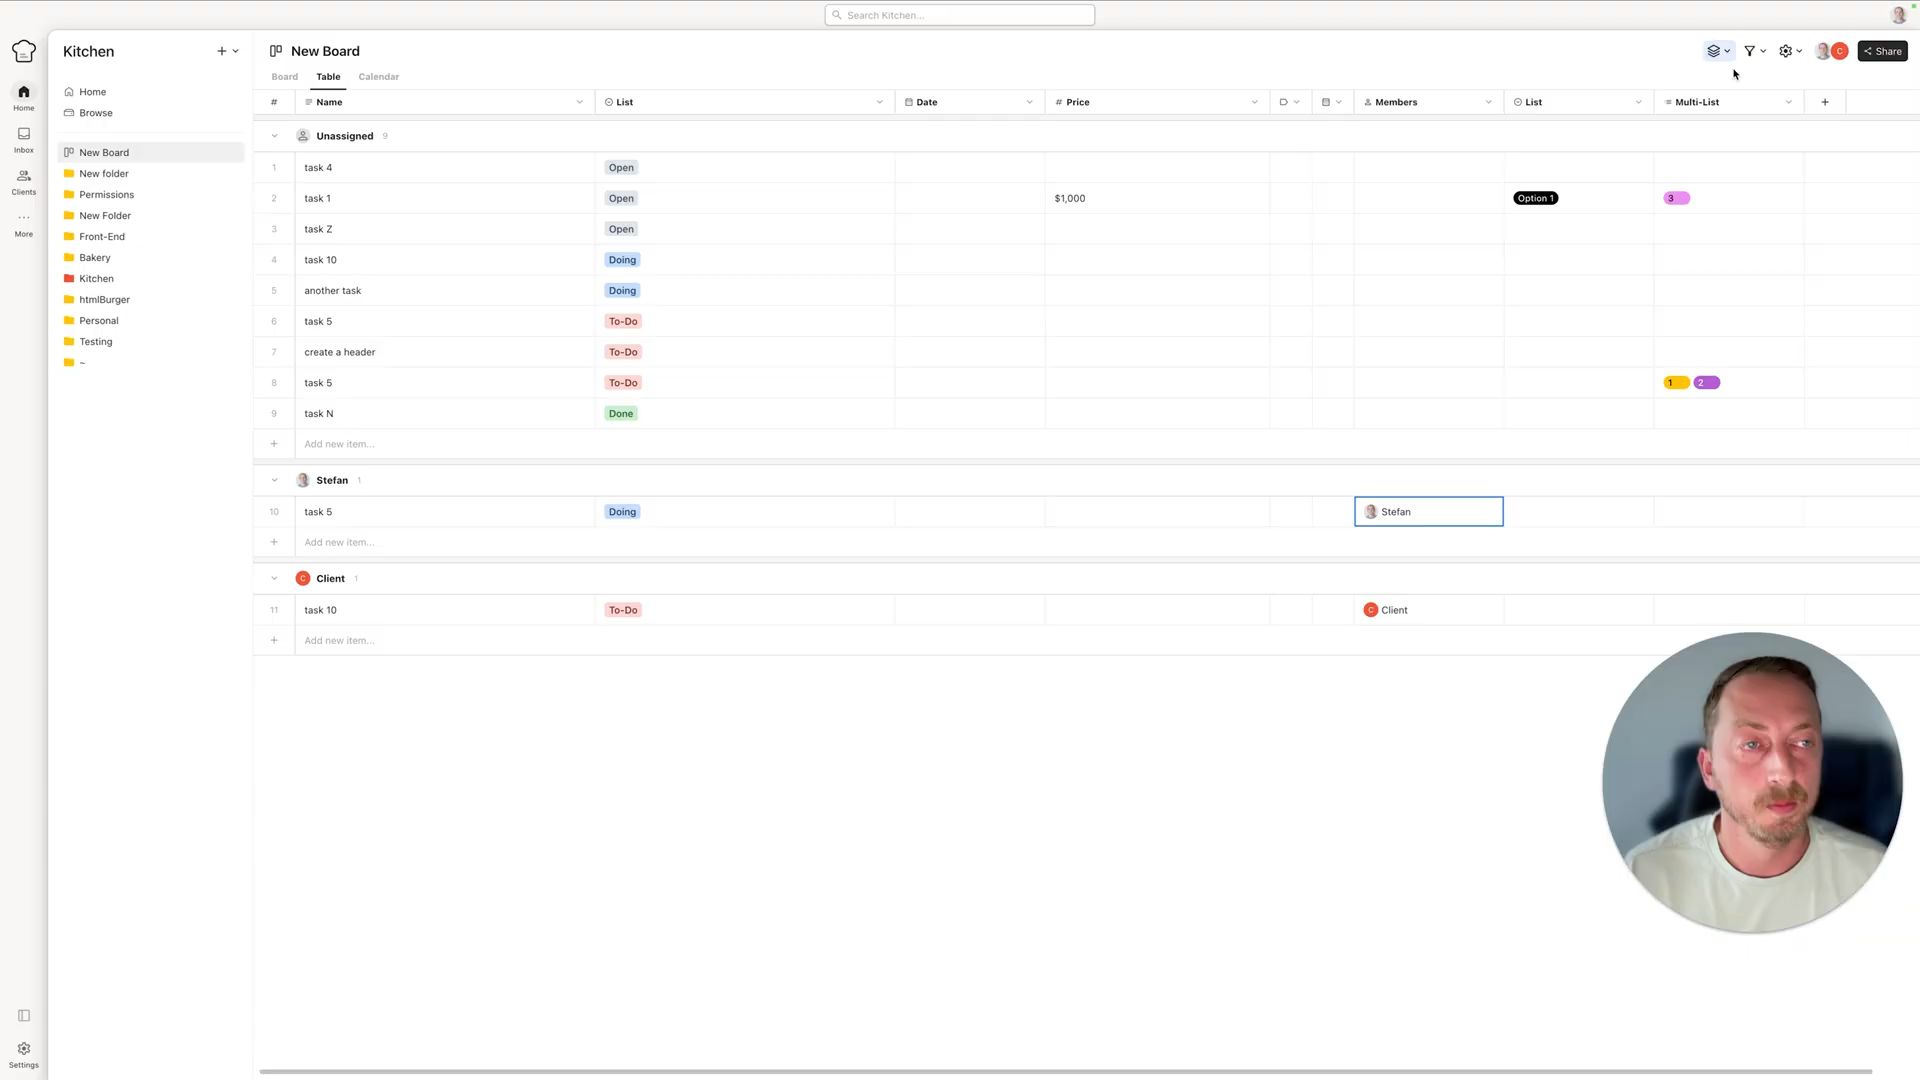 Search Kitchen...
Kitchen
New Board
Share
Board Table Calendar
Home
Inbox
Clients
More
Home
Browse
New Board
New folder
Permissions
New Folder
Front-End
Bakery
Kitchen
htmlBurger
Personal
Testing
~
Settings
# Name List Date # Price Members List Multi-List +
Unassigned 9
1 task 4 Open
2 task 1 Open $1,000 Option 1 3
3 task Z Open
4 task 10 Doing
5 another task Doing
6 task 5 To-Do
7 create a header To-Do
8 task 5 To-Do 1 2
9 task N Done
+ Add new item...
Stefan 1
10 task 5 Doing Stefan
+ Add new item...
C Client 1
11 task 10 To-Do C Client
+ Add new item...
C